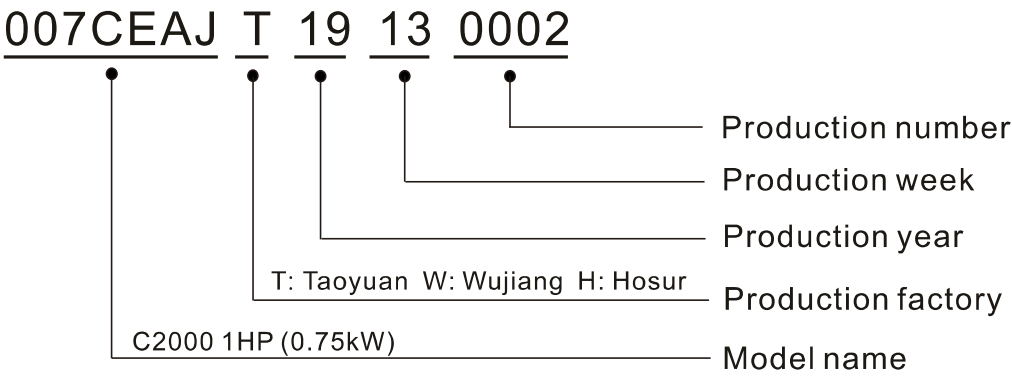 007CEAJ T 19 13 0002
Production number
Production week
Production year
T: Taoyuan W: Wujiang H: Hosur
Production factory
C2000 1HP (0.75kW)
Model name